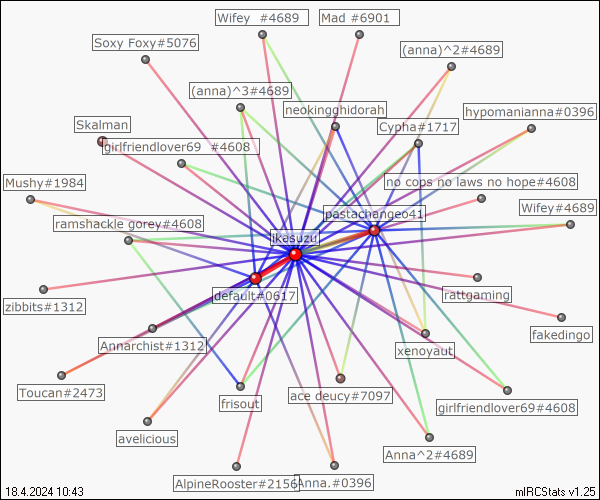 Wifey  #4689
Mad #6901
Soxy Foxy#5076
(anna)^2#4689
(anna)^3#4689
neokingghidorah
hypomanianna#0396
Skalman
Cypha#1717
girlfriendlover69  #4608
Mushy#1984
no cops no laws no hope#4608
pastachange041
Wifey#4689
ramshackle gorey#4608
ikesuzu
default#0617
rattgaming
zibbits#1312
fakedingo
Annarchist#1312
xenoyaut
Toucan#2473
frisout
ace deucy#7097
girlfriendlover69#4608
avelicious
Anna^2#4689
AlpineRooster#2156
Anna.#0396
18.4.2024 10:43
mIRCStats v1.25